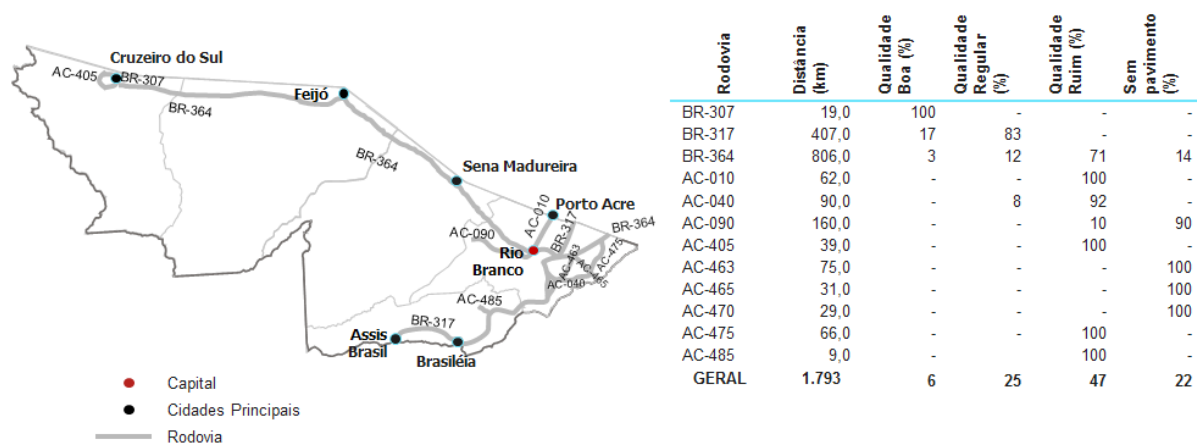 Cruzeiro do Sul
AC-405
BR-307
BR-364
Feijó
BR-364
Sena Madureira
AC-010
Porto Acre
BR-317
BR-364
AC-090
Rio
Branco
AC-463
AC-475
AC-040
AC-485
BR-317
Assis
Brasil
Brasiléia
Capital
Cidades Principais
Rodovia
Rodovia Distância (km) Qualidade Boa (%) Qualidade Regular (%) Qualidade Ruim (%) Sem pavimento (%)
BR-307 19,0 100 - - -
BR-317 407,0 17 83 - -
BR-364 806,0 3 12 71 14
AC-010 62,0 - - 100 -
AC-040 90,0 - 8 92 -
AC-090 160,0 - - 10 90
AC-405 39,0 - - 100 -
AC-463 75,0 - - - 100
AC-465 31,0 - - - 100
AC-470 29,0 - - - 100
AC-475 66,0 - - 100 -
AC-485 9,0 - - 100 -
GERAL 1.793 6 25 47 22